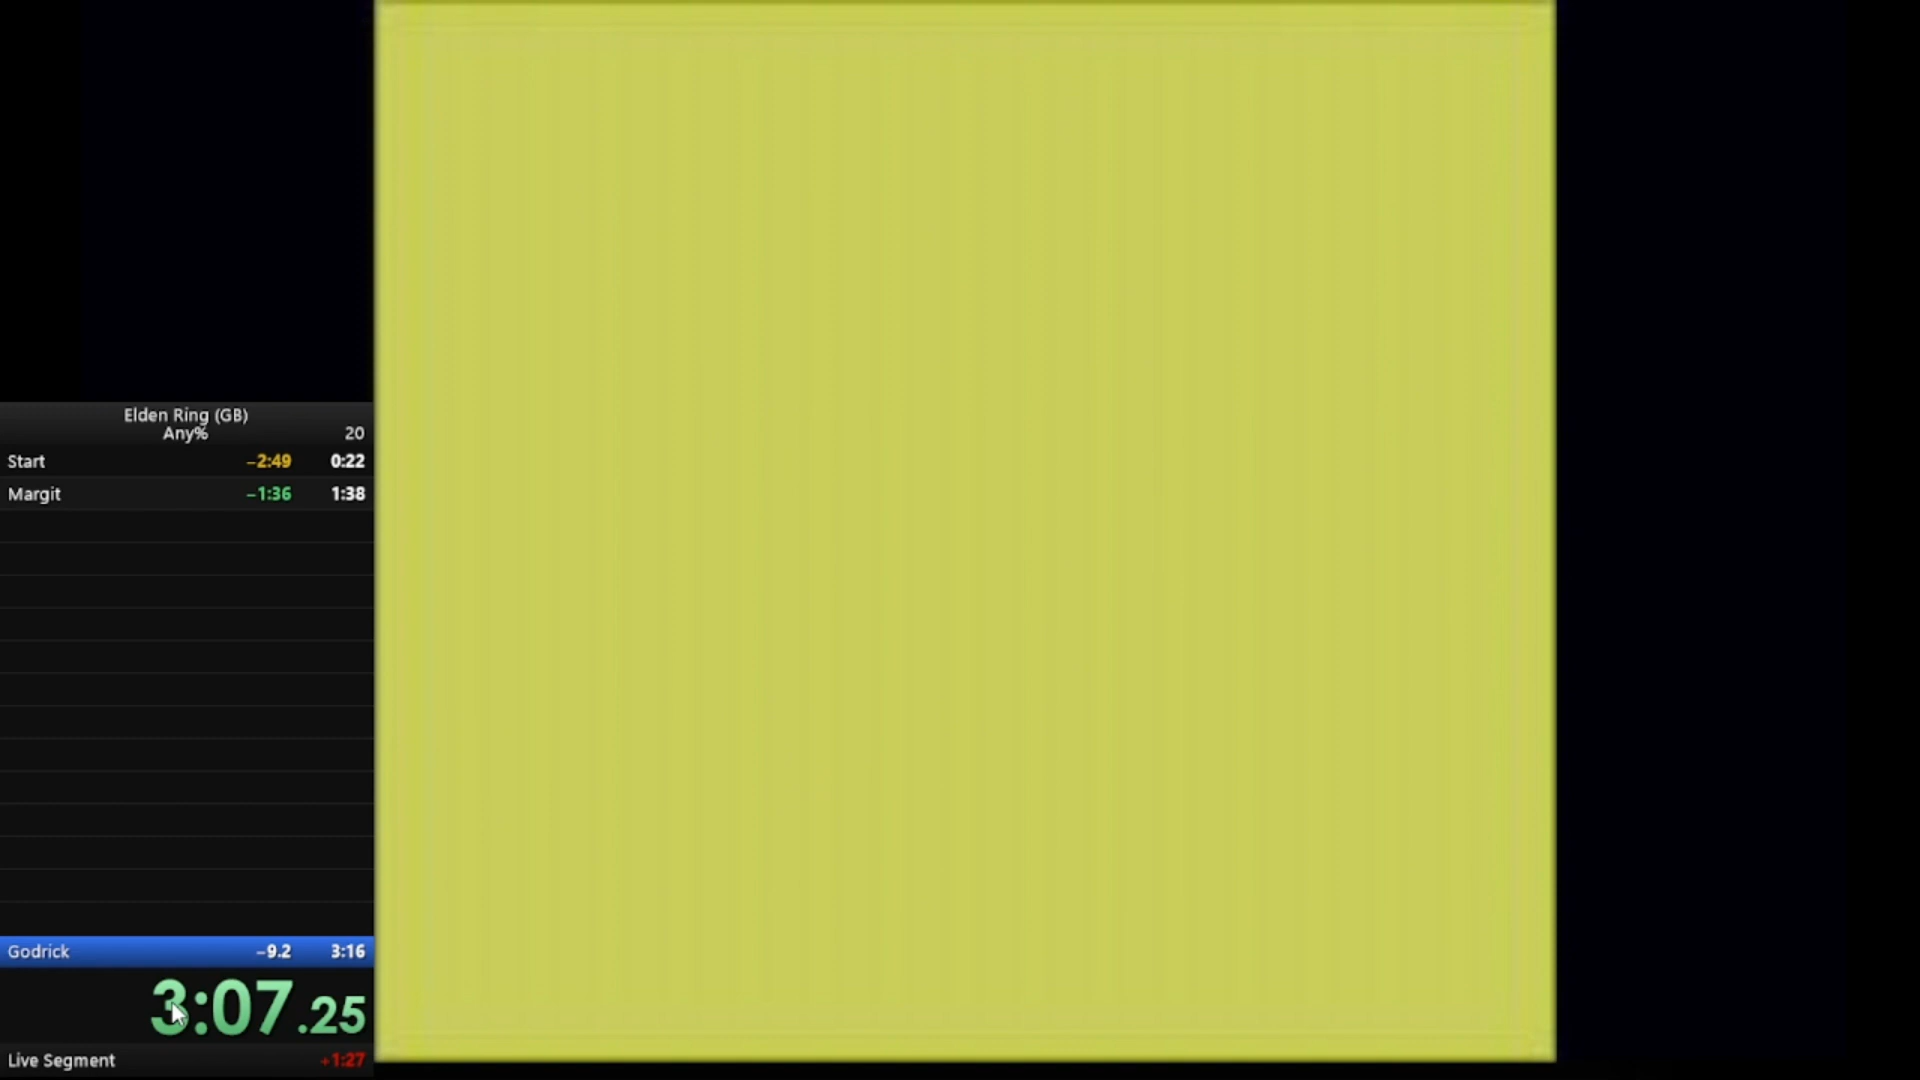 Elden Ring (GB)
Any% 20
Start −2:49 0:22
Margit −1:36 1:38
Godrick −9.2 3:16
3:07.25
Live Segment +1:27